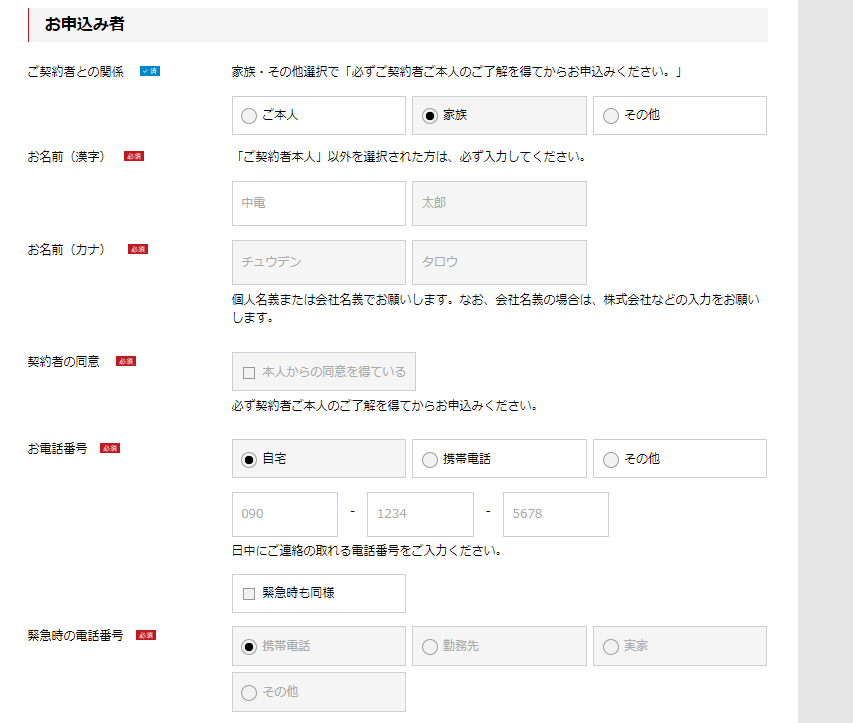 お申込み者
ご契約者との関係 ✓ 済
家族・その他選択で「必ずご契約者ご本人のご了解を得てからお申込みください。」
ご本人 家族 その他
お名前（漢字） 必須
「ご契約者本人」以外を選択された方は、必ず入力してください。
中電 太郎
お名前（カナ） 必須
チュウデン タロウ
個人名義または会社名義でお願いします。なお、会社名義の場合は、株式会社などの入力をお願い
します。
契約者の同意 必須
本人からの同意を得ている
必ず契約者ご本人のご了解を得てからお申込みください。
お電話番号 必須
自宅 携帯電話 その他
090 - 1234 - 5678
日中にご連絡の取れる電話番号をご入力ください。
緊急時も同様
緊急時の電話番号 必須
携帯電話 勤務先 実家
その他